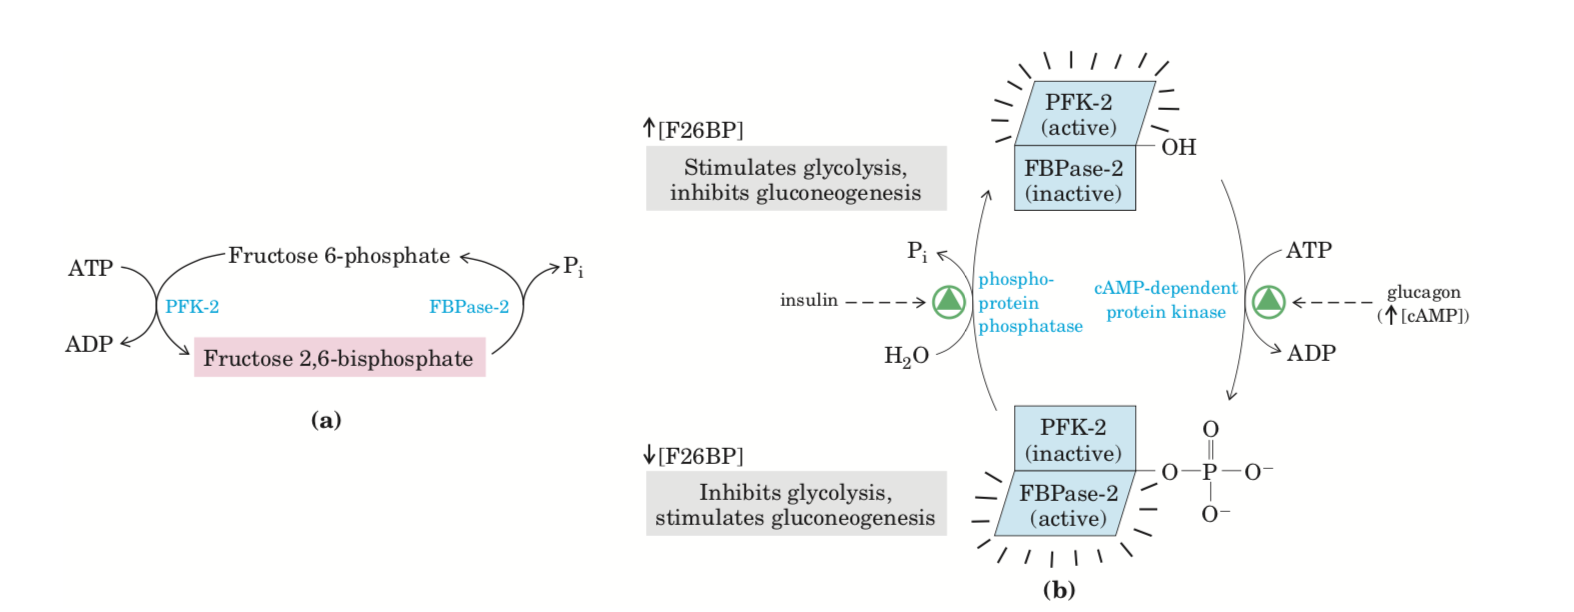 ATP
Fructose 6-phosphate
Pi
PFK-2
FBPase-2
ADP
Fructose 2,6-bisphosphate
(a)
↑[F26BP]
Stimulates glycolysis,
inhibits gluconeogenesis
PFK-2
(active)
OH
FBPase-2
(inactive)
Pi
phospho-
protein
phosphatase
insulin
H₂O
cAMP-dependent
protein kinase
ATP
glucagon
(↑[cAMP])
ADP
↓[F26BP]
Inhibits glycolysis,
stimulates gluconeogenesis
PFK-2
(inactive)
FBPase-2
(active)
O
O—P—O⁻
O⁻
(b)